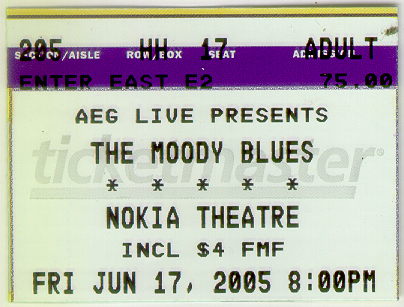 205 HH 17 ADULT
SECTION/AISLE ROW/BOX SEAT ADMISSION
ENTER EAST E2 75.00
AEG LIVE PRESENTS
ticketmaster®
THE MOODY BLUES
* * * * *
NOKIA THEATRE
INCL $4 FMF
FRI JUN 17, 2005 8:00PM